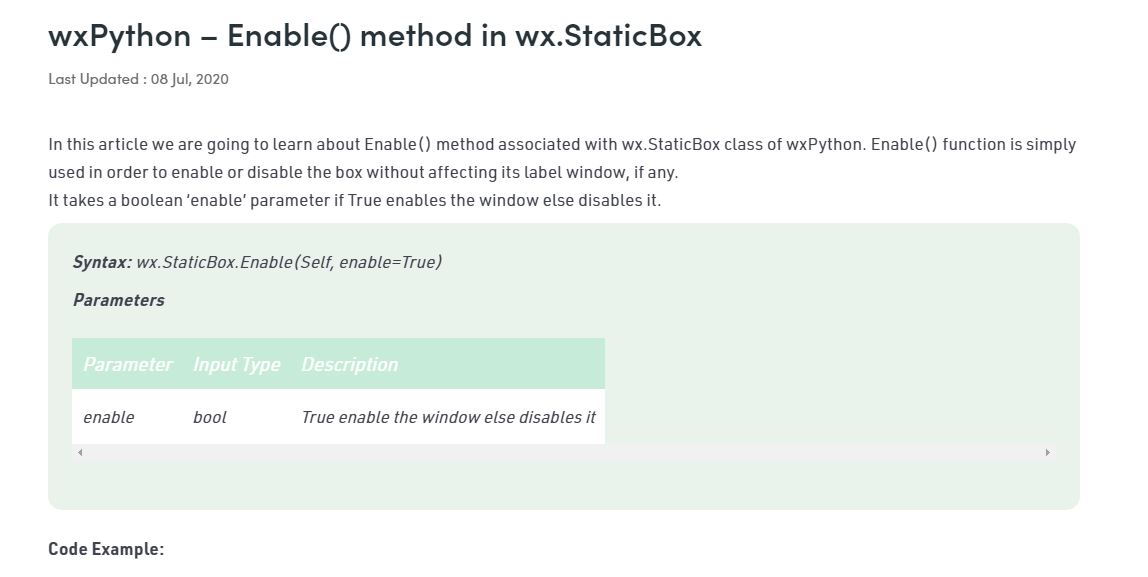 wxPython – Enable() method in wx.StaticBox
Last Updated : 08 Jul, 2020
In this article we are going to learn about Enable() method associated with wx.StaticBox class of wxPython. Enable() function is simply
used in order to enable or disable the box without affecting its label window, if any.
It takes a boolean ‘enable’ parameter if True enables the window else disables it.
Syntax: wx.StaticBox.Enable(Self, enable=True)
Parameters
Parameter Input Type Description
enable bool True enable the window else disables it
Code Example: